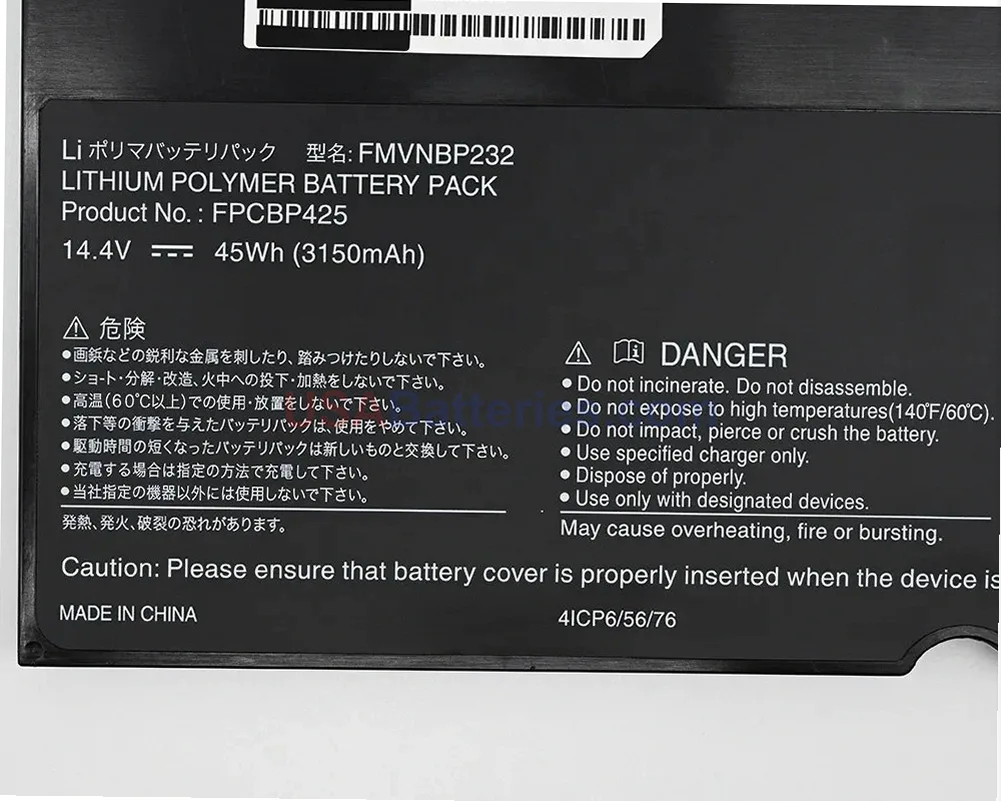 Li ポリマバッテリパック 型名: FMVNBP232
LITHIUM POLYMER BATTERY PACK
Product No. : FPCBP425
14.4V 45Wh (3150mAh)
⚠ 危険
●画鋲などの鋭利な金属を刺したり、踏みつけたりしないで下さい。
●ショート・分解・改造、火中への投下・加熱をしないで下さい。
●高温(60℃以上)での使用・放置をしないで下さい。
●落下等の衝撃を与えたバッテリパックは、使用をやめて下さい。
●駆動時間の短くなったバッテリパックは新しいものと交換して下さい。
●充電する場合は指定の方法で充電して下さい。
●当社指定の機器以外には使用しないで下さい。
発熱、発火、破裂の恐れがあります。
⚠ DANGER
● Do not incinerate. Do not disassemble.
● Do not expose to high temperatures(140°F/60°C).
● Do not impact, pierce or crush the battery.
● Use specified charger only.
● Dispose of properly.
● Use only with designated devices.
May cause overheating, fire or bursting.
USABatteries.com
Caution: Please ensure that battery cover is properly inserted when the device is
MADE IN CHINA 4ICP6/56/76